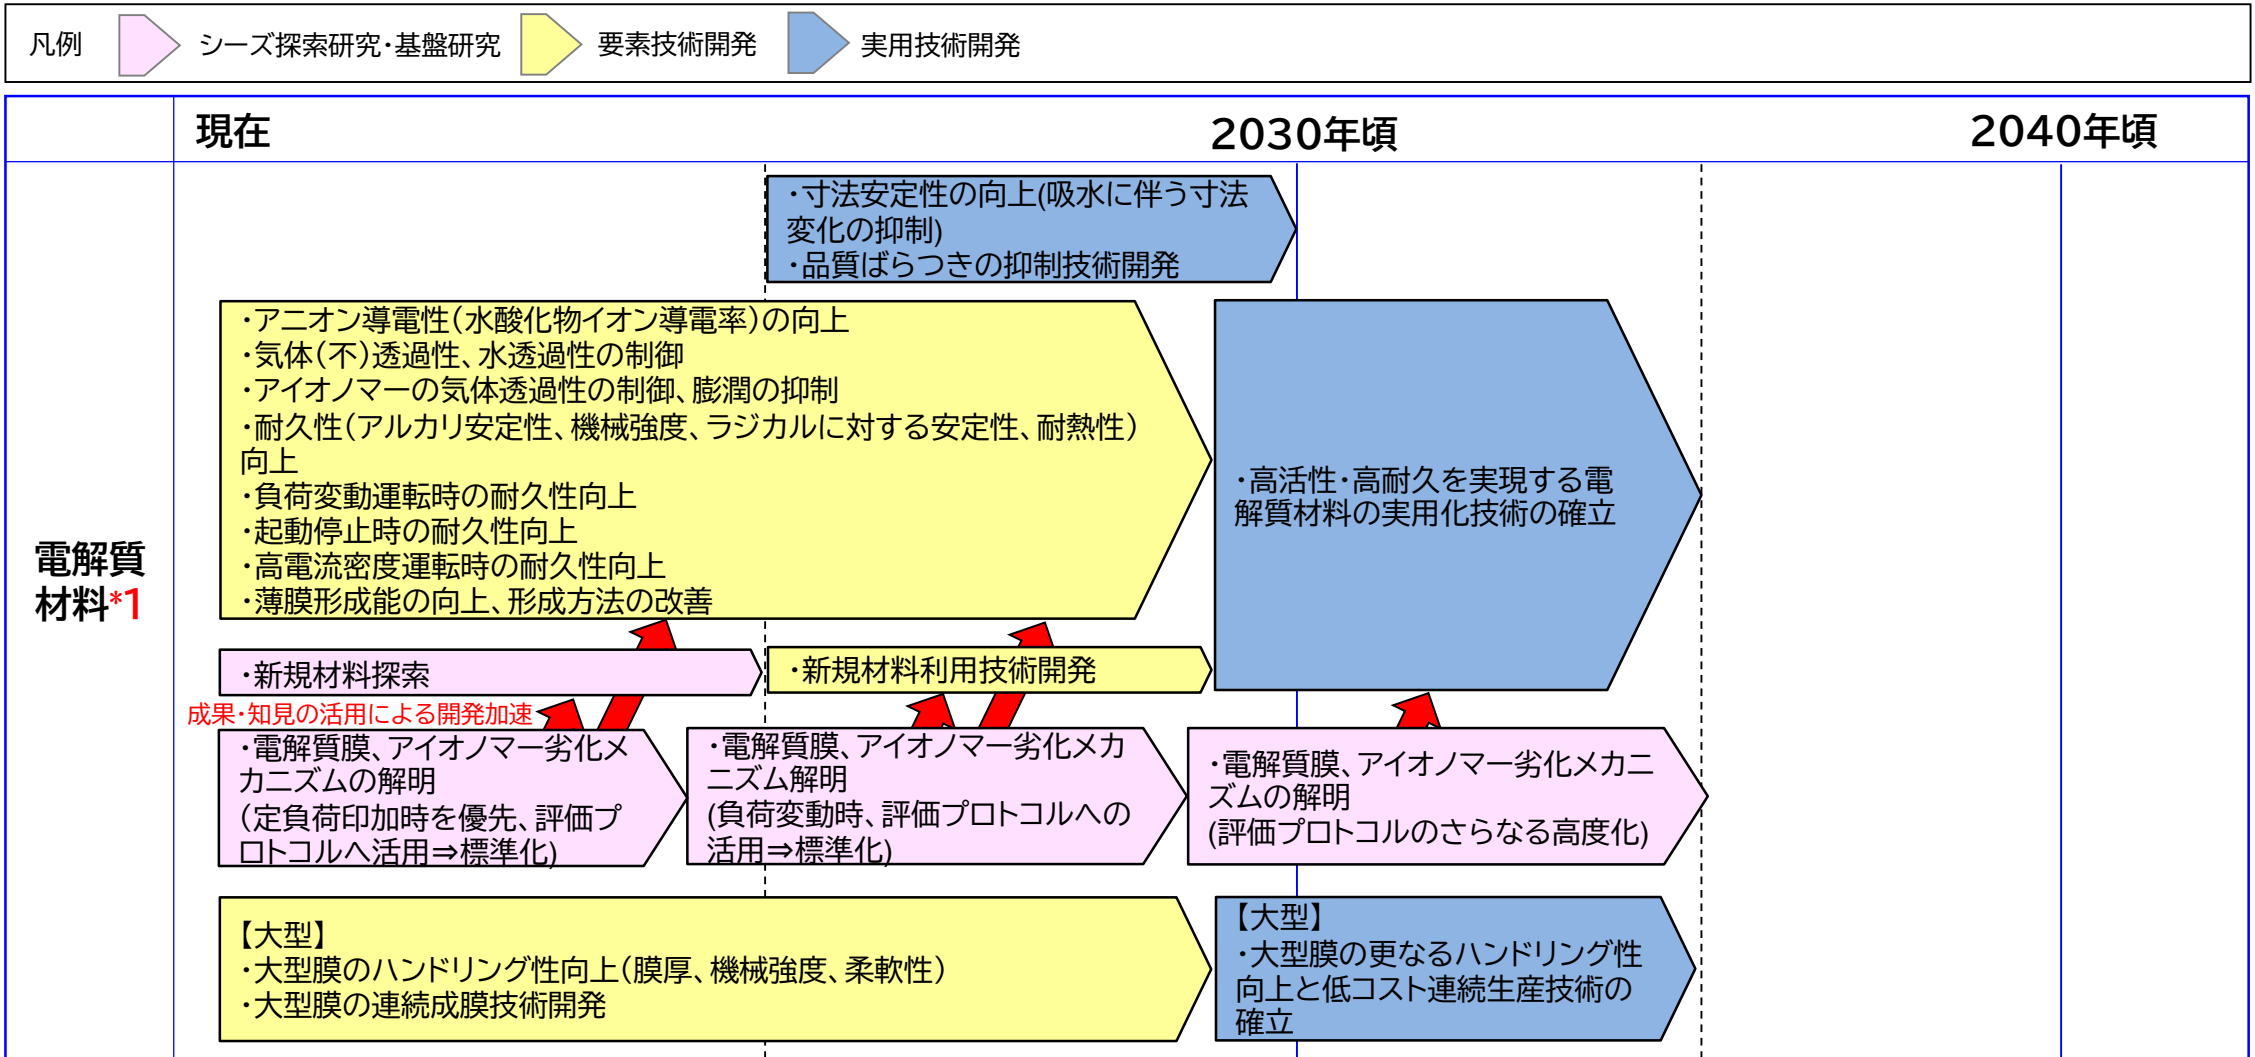 凡例
シーズ探索研究・基盤研究
要素技術開発
実用技術開発
現在
2030年頃
2040年頃
電解質
材料*1
・寸法安定性の向上(吸水に伴う寸法
変化の抑制)
・品質ばらつきの抑制技術開発
・アニオン導電性（水酸化物イオン導電率）の向上
・気体（不）透過性、水透過性の制御
・アイオノマーの気体透過性の制御、膨潤の抑制
・耐久性（アルカリ安定性、機械強度、ラジカルに対する安定性、耐熱性）
向上
・負荷変動運転時の耐久性向上
・起動停止時の耐久性向上
・高電流密度運転時の耐久性向上
・薄膜形成能の向上、形成方法の改善
・高活性・高耐久を実現する電
解質材料の実用化技術の確立
・新規材料探索
・新規材料利用技術開発
成果・知見の活用による開発加速
・電解質膜、アイオノマー劣化メ
カニズムの解明
（定負荷印加時を優先、評価プ
ロトコルへ活用⇒標準化)
・電解質膜、アイオノマー劣化メカ
ニズム解明
(負荷変動時、評価プロトコルへの
活用⇒標準化)
・電解質膜、アイオノマー劣化メカニ
ズムの解明
(評価プロトコルのさらなる高度化)
【大型】
・大型膜のハンドリング性向上（膜厚、機械強度、柔軟性）
・大型膜の連続成膜技術開発
【大型】
・大型膜の更なるハンドリング性
向上と低コスト連続生産技術の
確立